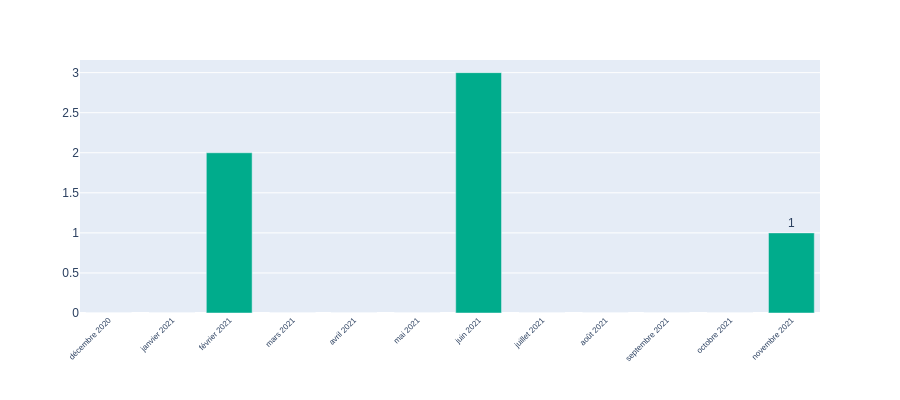 3
2.5
2
1.5
1
0.5
0
1
décembre 2020
janvier 2021
février 2021
mars 2021
avril 2021
mai 2021
juin 2021
juillet 2021
août 2021
septembre 2021
octobre 2021
novembre 2021